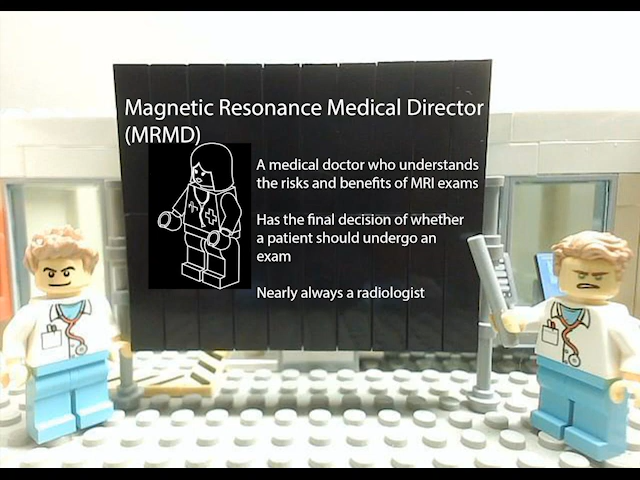 Magnetic Resonance Medical Director
(MRMD)
A medical doctor who understands
the risks and benefits of MRI exams
Has the final decision of whether
a patient should undergo an
exam
Nearly always a radiologist